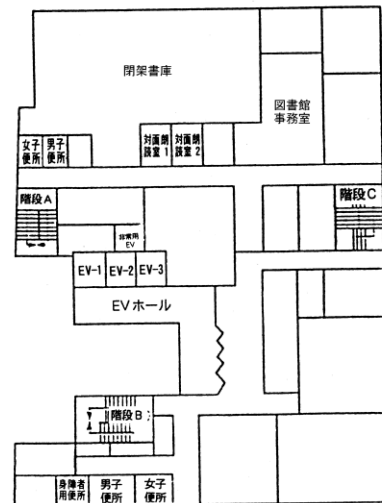 閉架書庫
図書館
事務室
女子
便所
男子
便所
対面朗
読室 1
対面朗
読室 2
階段A
階段C
非常用
EV
EV-1
EV-2
EV-3
EVホール
階段B
身障者
用便所
男子
便所
女子
便所